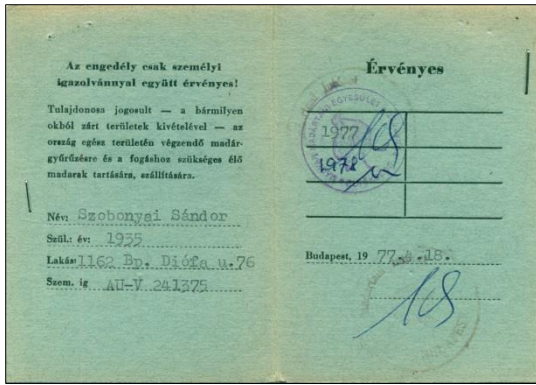 Az engedély csak személyi
igazolvánnyal együtt érvényes!
Tulajdonosa jogosult — a bármilyen
okból zárt területek kivételével — az
ország egész területén végzendő madár-
gyűrűzésre és a fogáshoz szükséges élő
madarak tartására, szállítására.
Név: Szobonyai Sándor
Szül.: év: 1935
Lakás: 1162 Bp. Diófa u.76
Szem. ig AU-V 241375
Érvényes
EGYESÜLET
1977
1978
Budapest, 19 77.4.18.